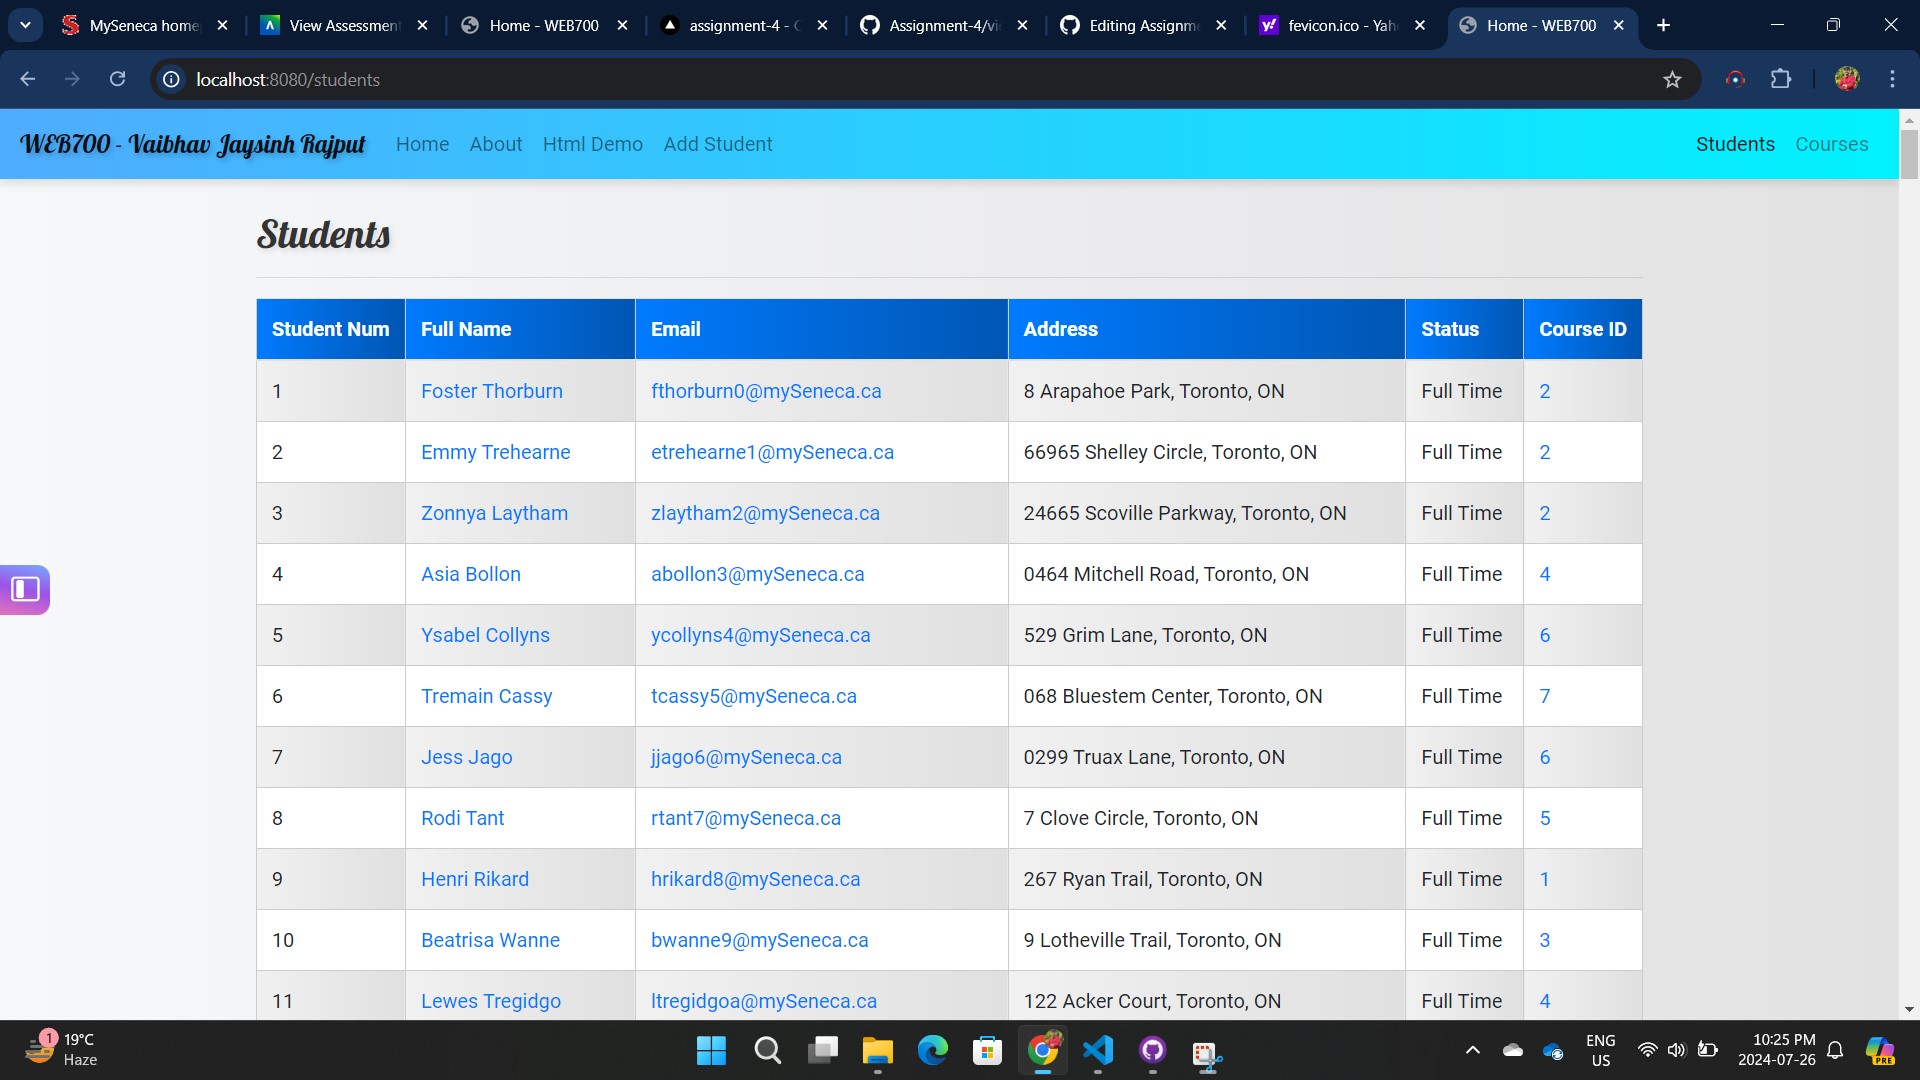 MySeneca home
View Assessment
Home - WEB700
assignment-4 -
Assignment-4/vi
Editing Assignme
fevicon.ico - Yah
Home - WEB700
localhost:8080/students
WEB700 - Vaibhav Jaysinh Rajput Home About Html Demo Add Student Students Courses
Students
Student Num Full Name Email Address Status Course ID
1 Foster Thorburn fthorburn0@mySeneca.ca 8 Arapahoe Park, Toronto, ON Full Time 2
2 Emmy Trehearne etrehearne1@mySeneca.ca 66965 Shelley Circle, Toronto, ON Full Time 2
3 Zonnya Laytham zlaytham2@mySeneca.ca 24665 Scoville Parkway, Toronto, ON Full Time 2
4 Asia Bollon abollon3@mySeneca.ca 0464 Mitchell Road, Toronto, ON Full Time 4
5 Ysabel Collyns ycollyns4@mySeneca.ca 529 Grim Lane, Toronto, ON Full Time 6
6 Tremain Cassy tcassy5@mySeneca.ca 068 Bluestem Center, Toronto, ON Full Time 7
7 Jess Jago jjago6@mySeneca.ca 0299 Truax Lane, Toronto, ON Full Time 6
8 Rodi Tant rtant7@mySeneca.ca 7 Clove Circle, Toronto, ON Full Time 5
9 Henri Rikard hrikard8@mySeneca.ca 267 Ryan Trail, Toronto, ON Full Time 1
10 Beatrisa Wanne bwanne9@mySeneca.ca 9 Lotheville Trail, Toronto, ON Full Time 3
11 Lewes Tregidgo ltregidgoa@mySeneca.ca 122 Acker Court, Toronto, ON Full Time 4
1
19°C
Haze
ENG
US
10:25 PM
2024-07-26
PRE